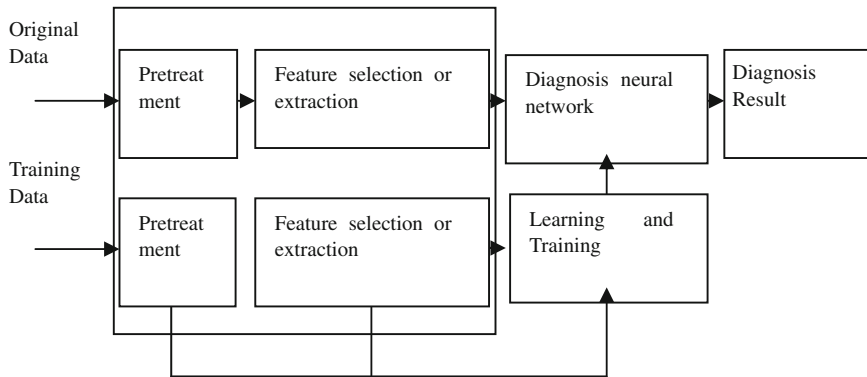 Original
Data
Pretreat
ment
Feature selection or
extraction
Diagnosis neural
network
Diagnosis
Result
Training
Data
Pretreat
ment
Feature selection or
extraction
Learning and
Training